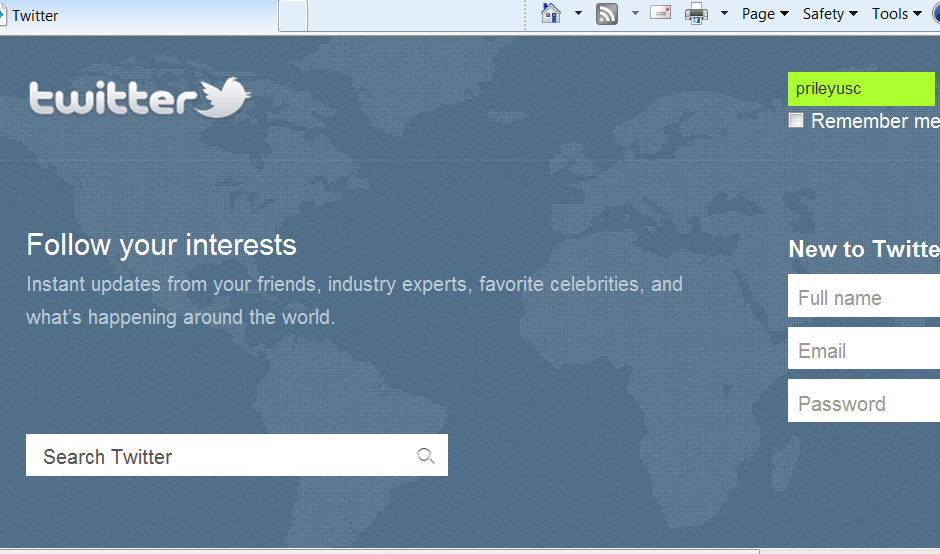 Twitter
Page Safety Tools
twitter
prileyusc
Remember me
Follow your interests
Instant updates from your friends, industry experts, favorite celebrities, and
what's happening around the world.
New to Twitte
Full name
Email
Password
Search Twitter